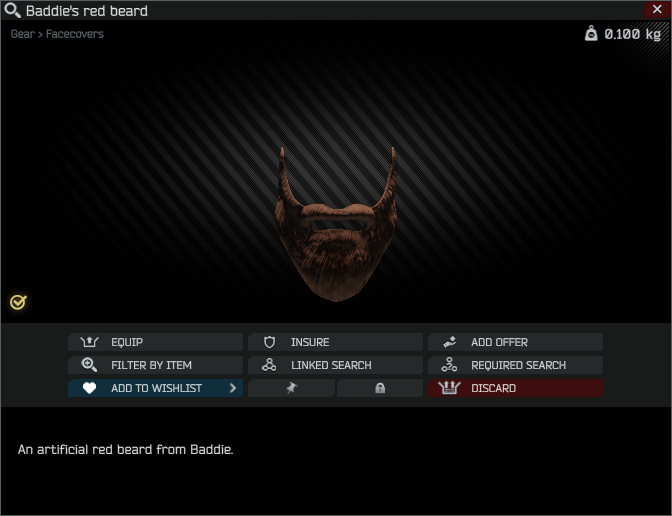 Baddie's red beard
Gear > Facecovers
0.100 kg
EQUIP
INSURE
ADD OFFER
FILTER BY ITEM
LINKED SEARCH
REQUIRED SEARCH
ADD TO WISHLIST
DISCARD
An artificial red beard from Baddie.